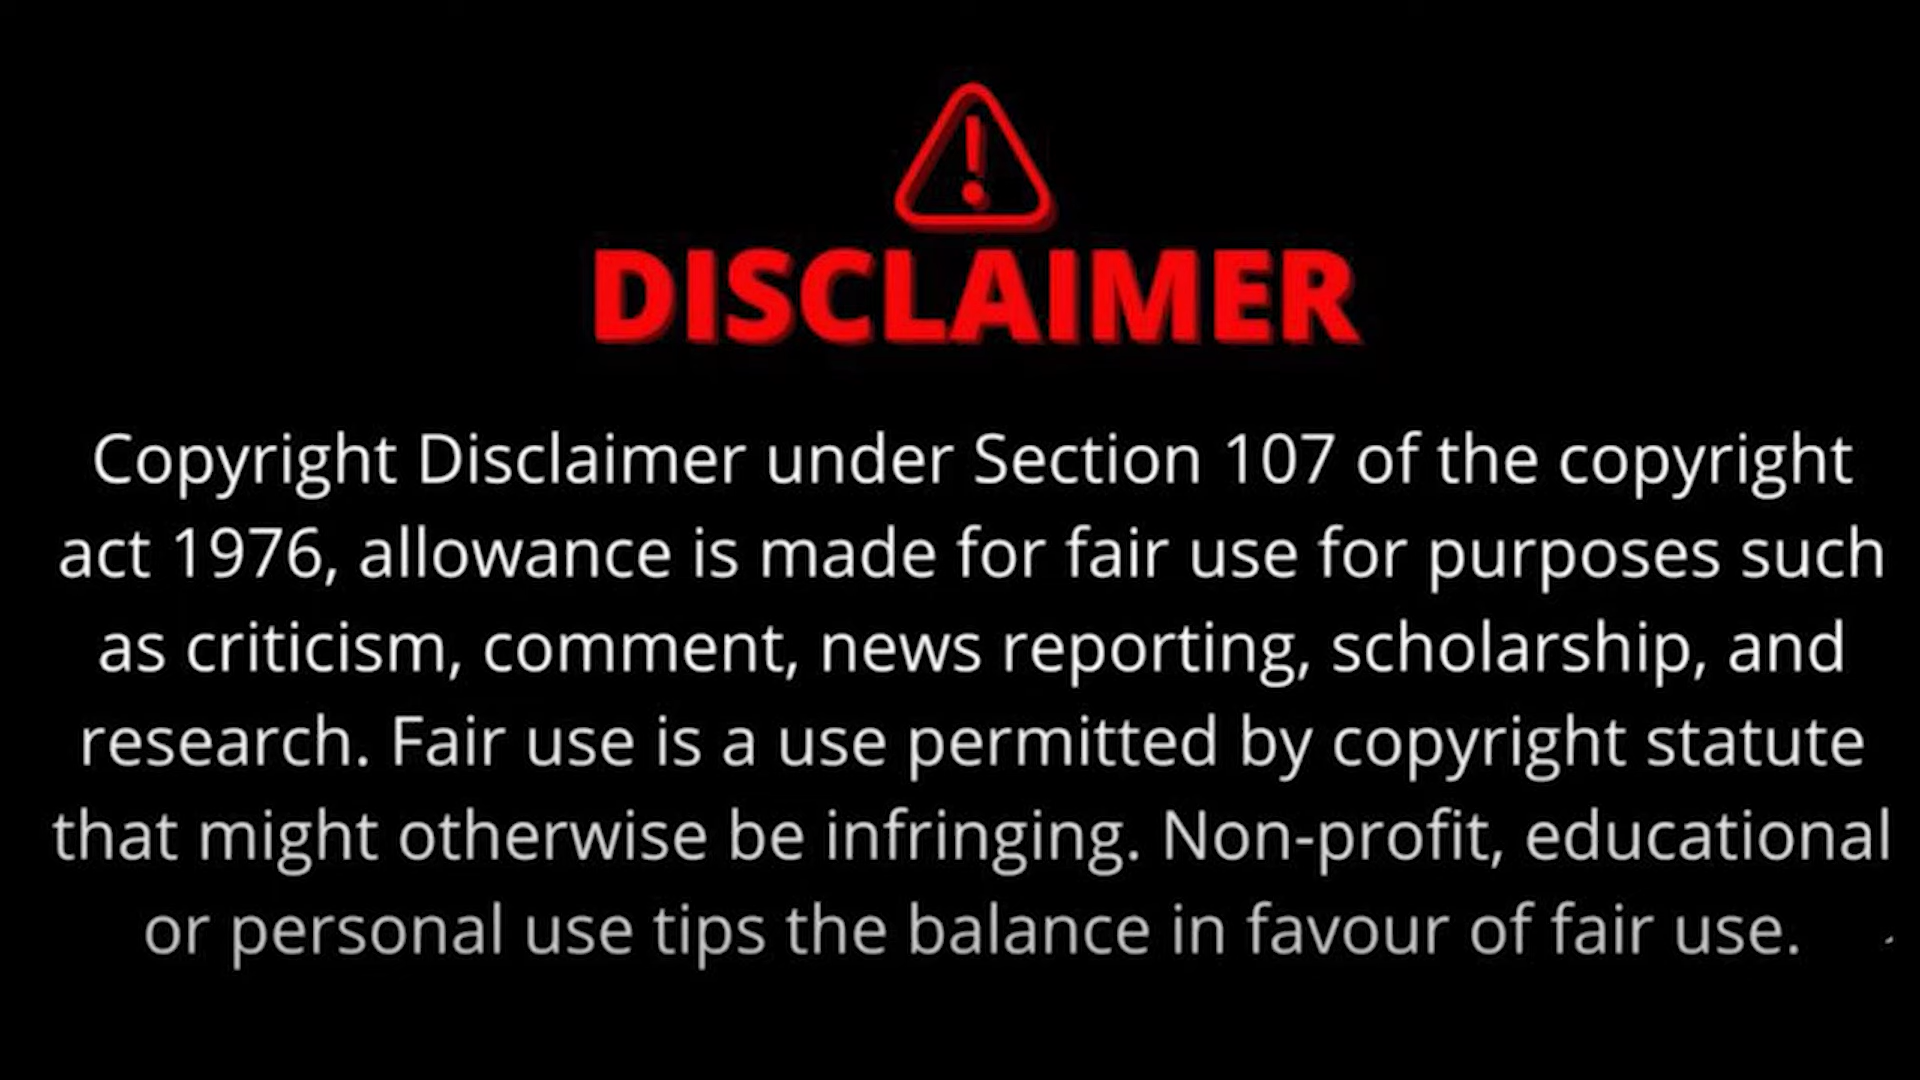 DISCLAIMER
Copyright Disclaimer under Section 107 of the copyright
act 1976, allowance is made for fair use for purposes such
as criticism, comment, news reporting, scholarship, and
research. Fair use is a use permitted by copyright statute
that might otherwise be infringing. Non-profit, educational
or personal use tips the balance in favour of fair use.